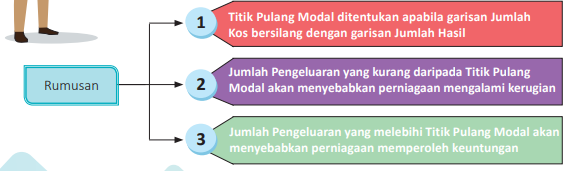 1
Titik Pulang Modal ditentukan apabila garisan Jumlah
Kos bersilang dengan garisan Jumlah Hasil
Rumusan
2
Jumlah Pengeluaran yang kurang daripada Titik Pulang
Modal akan menyebabkan perniagaan mengalami kerugian
3
Jumlah Pengeluaran yang melebihi Titik Pulang Modal akan
menyebabkan perniagaan memperoleh keuntungan